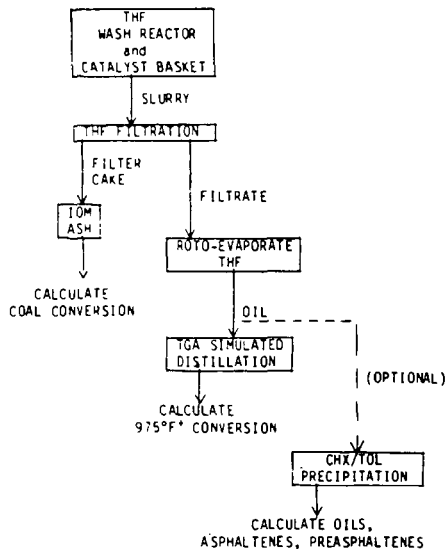 THF
WASH REACTOR
and
CATALYST BASKET
SLURRY
THF FILTRATION
FILTER
CAKE
FILTRATE
IOM
ASH
ROTO-EVAPORATE
THF
CALCULATE
COAL CONVERSION
OIL
TGA SIMULATED
DISTILLATION
(OPTIONAL)
CALCULATE
975°F⁺ CONVERSION
CHX/TOL
PRECIPITATION
CALCULATE OILS,
ASPHALTENES, PREASPHALTENES